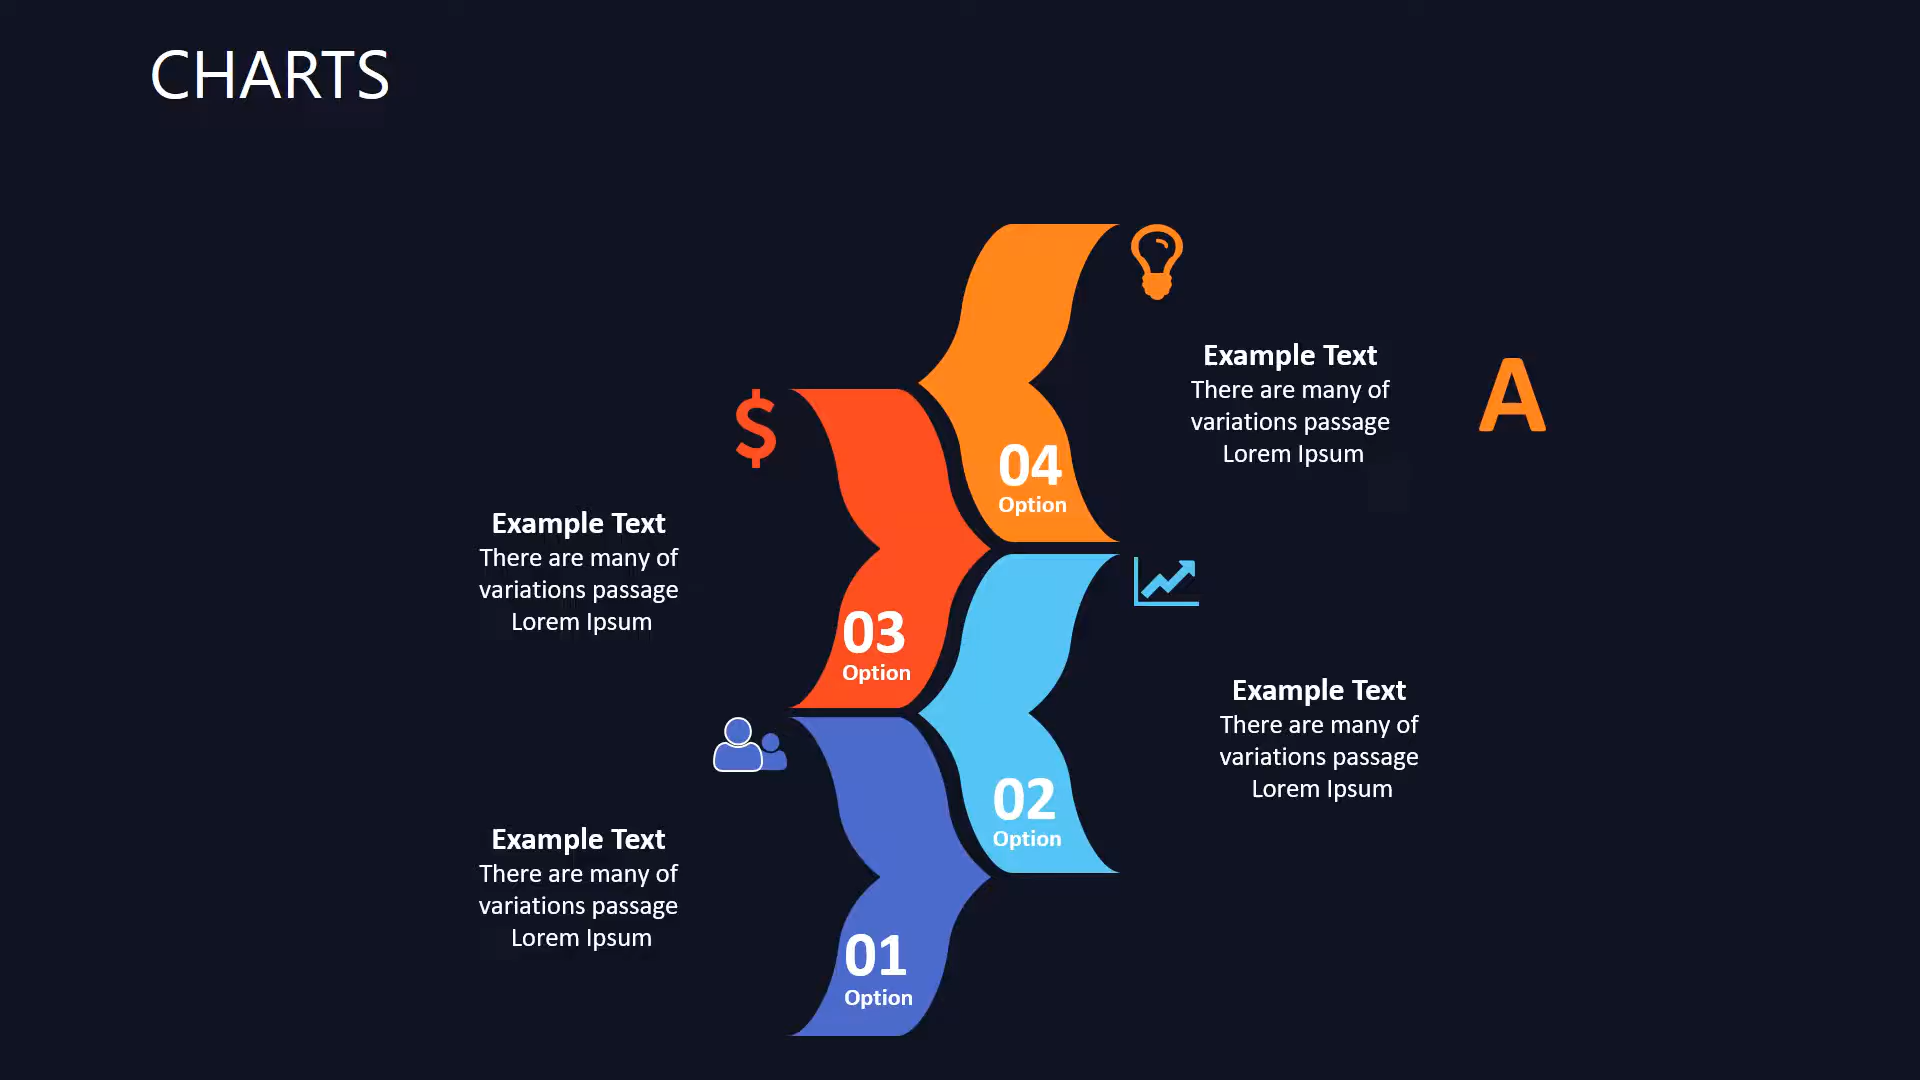 CHARTS
Example Text
There are many of
variations passage
Lorem Ipsum
A
04
Option
$
Example Text
There are many of
variations passage
Lorem Ipsum
03
Option
Example Text
There are many of
variations passage
Lorem Ipsum
02
Option
Example Text
There are many of
variations passage
Lorem Ipsum
01
Option